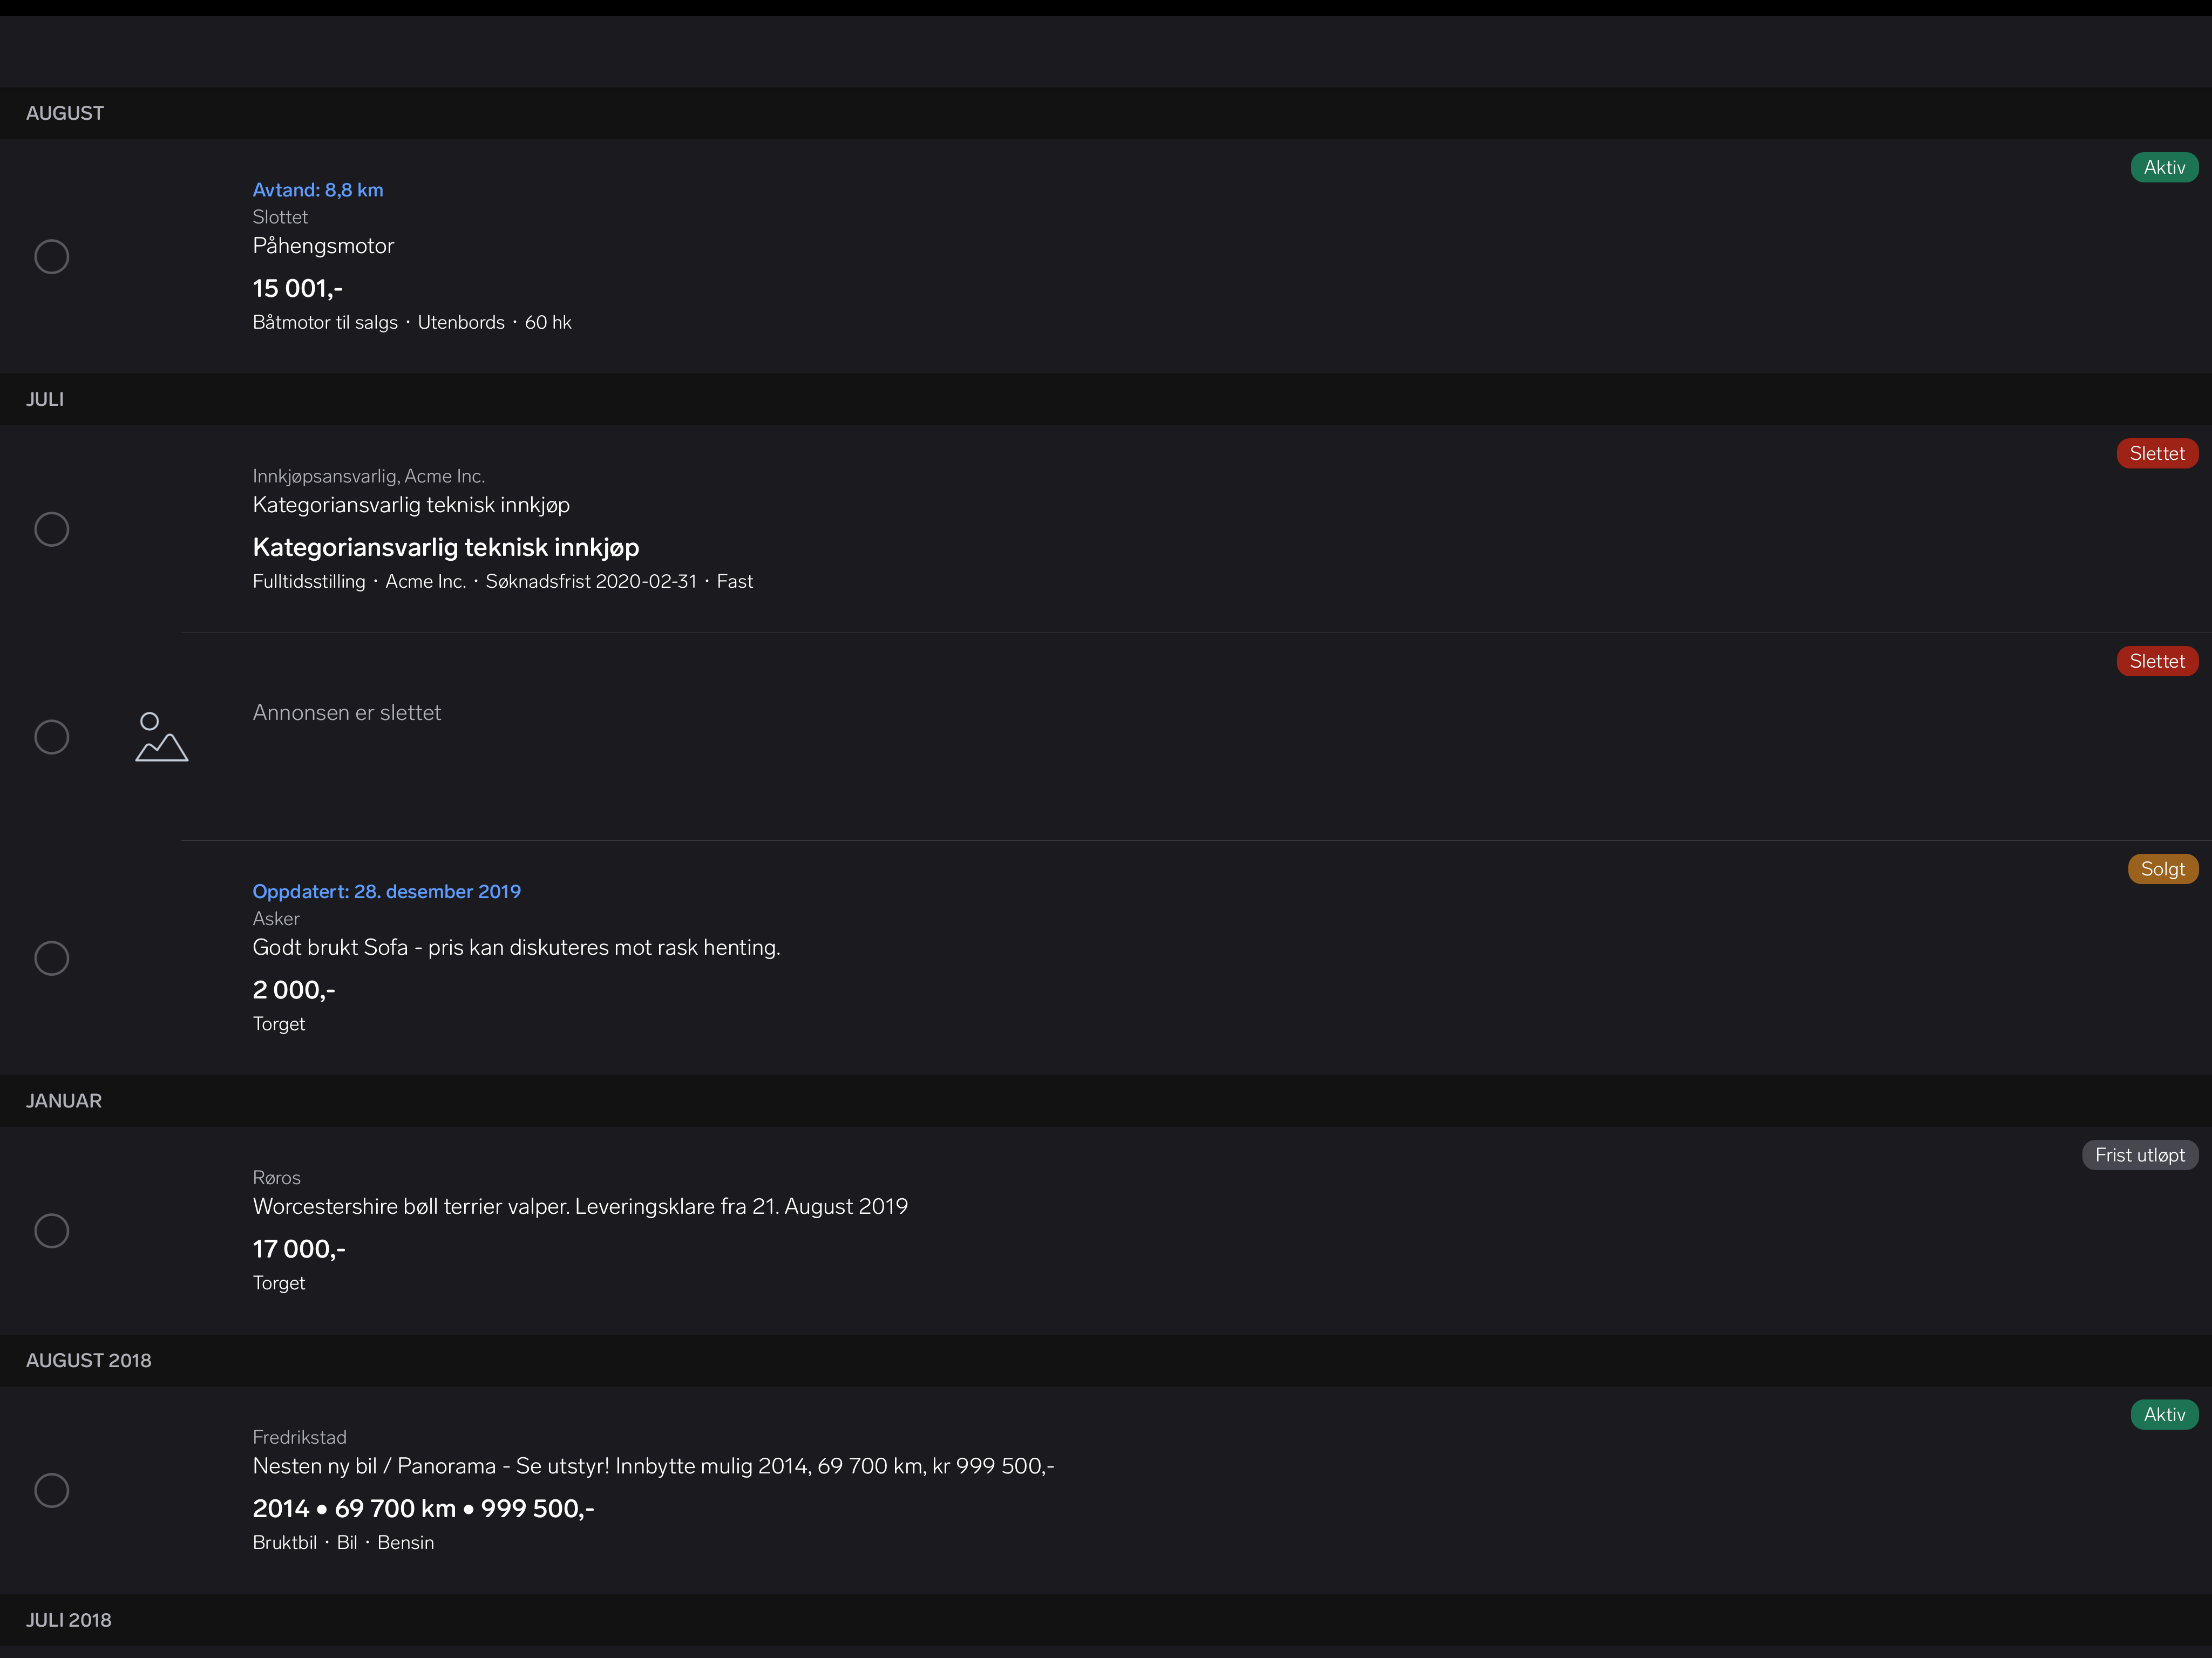 AUGUST
Aktiv
Avtand: 8,8 km
Slottet
Påhengsmotor
15 001,-
Båtmotor til salgs・Utenbords・60 hk
JULI
Slettet
Innkjøpsansvarlig, Acme Inc.
Kategoriansvarlig teknisk innkjøp
Kategoriansvarlig teknisk innkjøp
Fulltidsstilling・Acme Inc.・Søknadsfrist 2020-02-31・Fast
Slettet
Annonsen er slettet
Solgt
Oppdatert: 28. desember 2019
Asker
Godt brukt Sofa - pris kan diskuteres mot rask henting.
2 000,-
Torget
JANUAR
Frist utløpt
Røros
Worcestershire bøll terrier valper. Leveringsklare fra 21. August 2019
17 000,-
Torget
AUGUST 2018
Aktiv
Fredrikstad
Nesten ny bil / Panorama - Se utstyr! Innbytte mulig 2014, 69 700 km, kr 999 500,-
2014 • 69 700 km • 999 500,-
Bruktbil・Bil・Bensin
JULI 2018